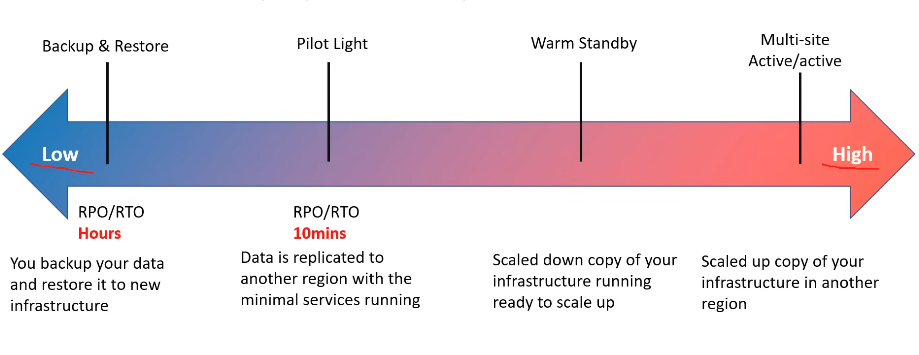 Backup & Restore
Pilot Light
Warm Standby
Multi-site
Active/active
Low
High
RPO/RTO
Hours
RPO/RTO
10mins
You backup your data
and restore it to new
infrastructure
Data is replicated to
another region with the
minimal services running
Scaled down copy of your
infrastructure running
ready to scale up
Scaled up copy of your
infrastructure in another
region